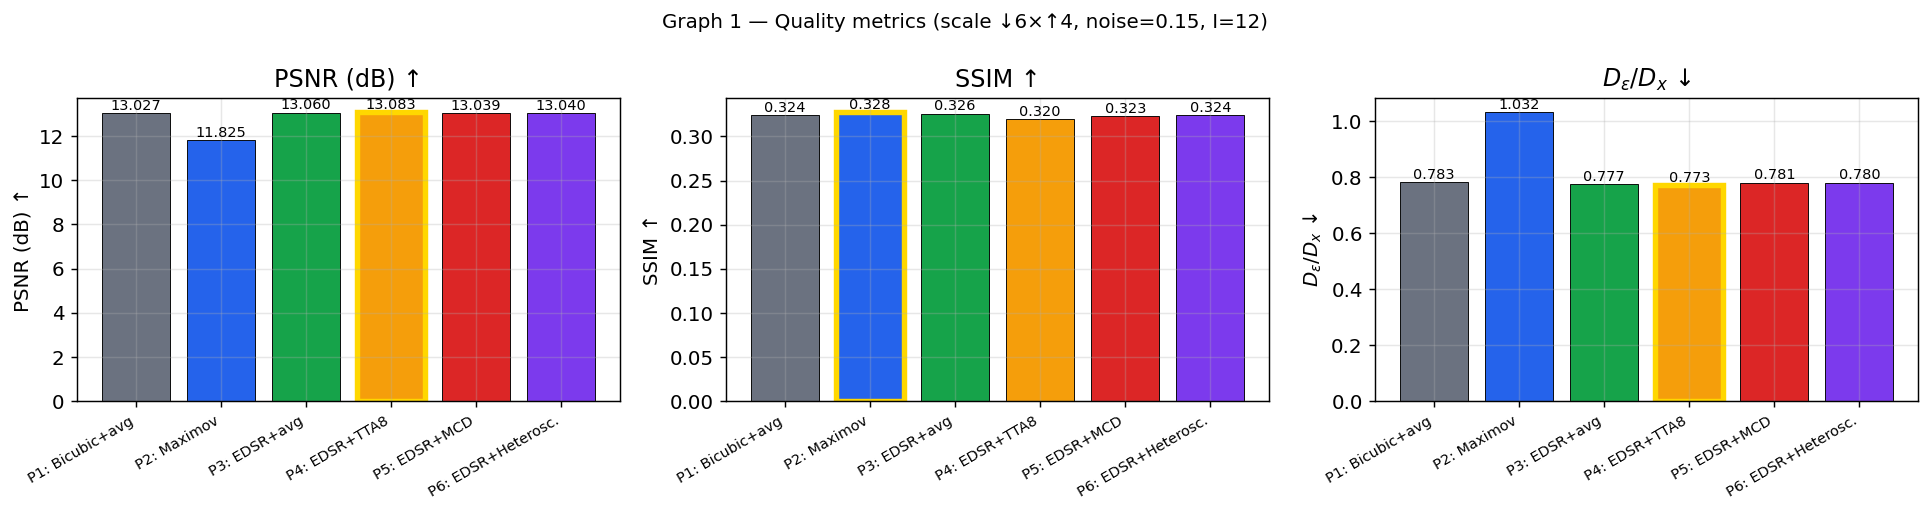 Graph 1 — Quality metrics (scale ↓6×↑4, noise=0.15, I=12)
PSNR (dB) ↑
PSNR (dB) ↑
12
10
8
6
4
2
0
13.027
11.825
13.060
13.083
13.039
13.040
P1: Bicubic+avg
P2: Maximov
P3: EDSR+avg
P4: EDSR+TTA8
P5: EDSR+MCD
P6: EDSR+Heterosc.
SSIM ↑
SSIM ↑
0.30
0.25
0.20
0.15
0.10
0.05
0.00
0.324
0.328
0.326
0.320
0.323
0.324
P1: Bicubic+avg
P2: Maximov
P3: EDSR+avg
P4: EDSR+TTA8
P5: EDSR+MCD
P6: EDSR+Heterosc.
Dε/Dx ↓
Dε/Dx ↓
1.0
0.8
0.6
0.4
0.2
0.0
0.783
1.032
0.777
0.773
0.781
0.780
P1: Bicubic+avg
P2: Maximov
P3: EDSR+avg
P4: EDSR+TTA8
P5: EDSR+MCD
P6: EDSR+Heterosc.